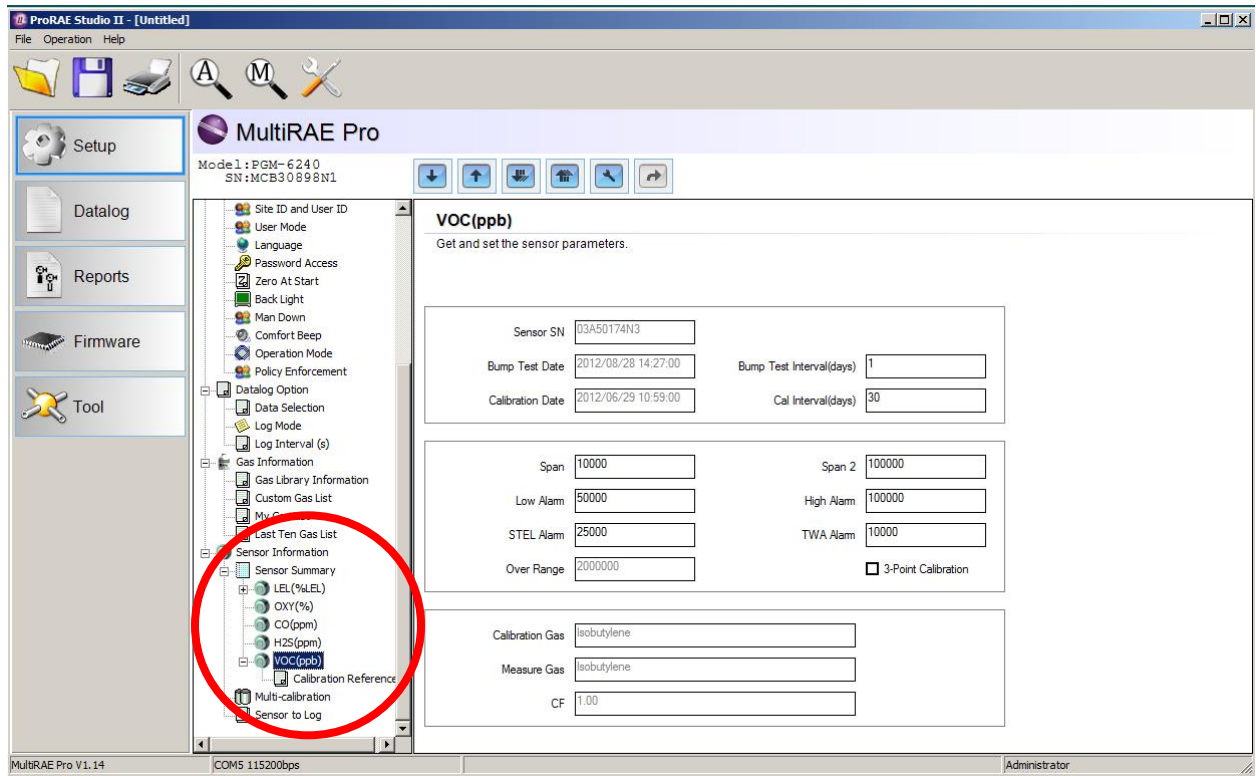 ProRAE Studio II - [Untitled]
File Operation Help
A M
MultiRAE Pro
Model:PGM-6240
SN:MCB30898N1
Setup
Datalog
Reports
Firmware
Tool
Site ID and User ID
User Mode
Language
Password Access
Zero At Start
Back Light
Man Down
Comfort Beep
Operation Mode
Policy Enforcement
Datalog Option
Data Selection
Log Mode
Log Interval (s)
Gas Information
Gas Library Information
Custom Gas List
Last Ten Gas List
Sensor Information
Sensor Summary
LEL(%LEL)
OXY(%)
CO(ppm)
H2S(ppm)
VOC(ppb)
Calibration Reference
Multi-calibration
Sensor to Log
VOC(ppb)
Get and set the sensor parameters.
Sensor SN 03A50174N3
Bump Test Date 2012/08/28 14:27:00 Bump Test Interval(days) 1
Calibration Date 2012/06/29 10:59:00 Cal Interval(days) 30
Span 10000 Span 2 100000
Low Alarm 50000 High Alarm 100000
STEL Alarm 25000 TWA Alarm 10000
Over Range 2000000 3-Point Calibration
Calibration Gas Isobutylene
Measure Gas Isobutylene
CF 1.00
MultiRAE Pro V1.14 COM5 115200bps Administrator